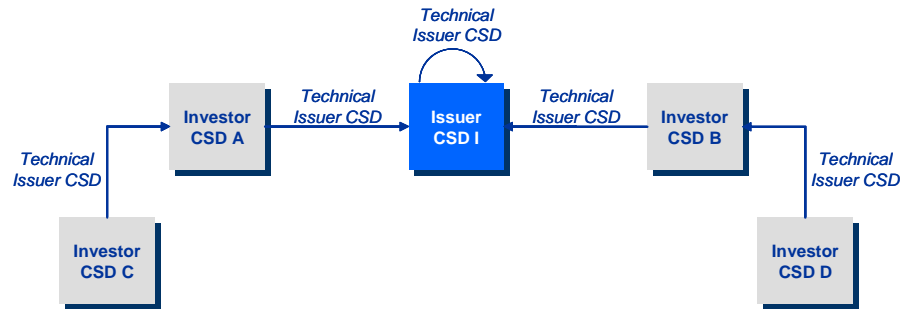 Technical
Issuer CSD
Investor
CSD A
Technical
Issuer CSD
Issuer
CSD I
Technical
Issuer CSD
Investor
CSD B
Technical
Issuer CSD
Technical
Issuer CSD
Investor
CSD C
Investor
CSD D